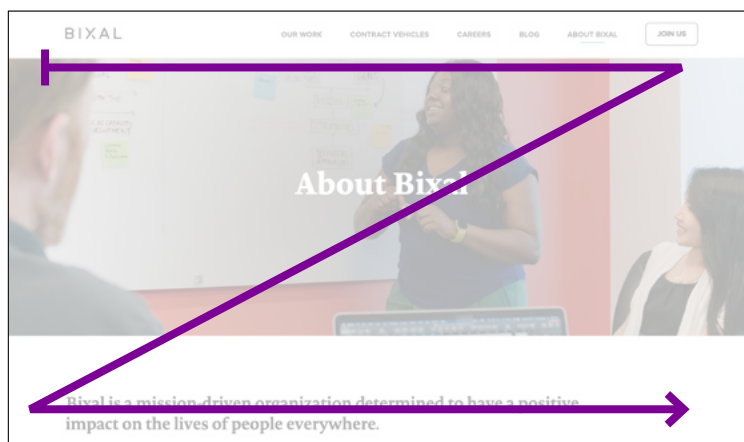 BIXAL
OUR WORK CONTRACT VEHICLES CAREERS BLOG ABOUT BIXAL JOIN US
About Bixal
Bixal is a mission-driven organization determined to have a positive
impact on the lives of people everywhere.